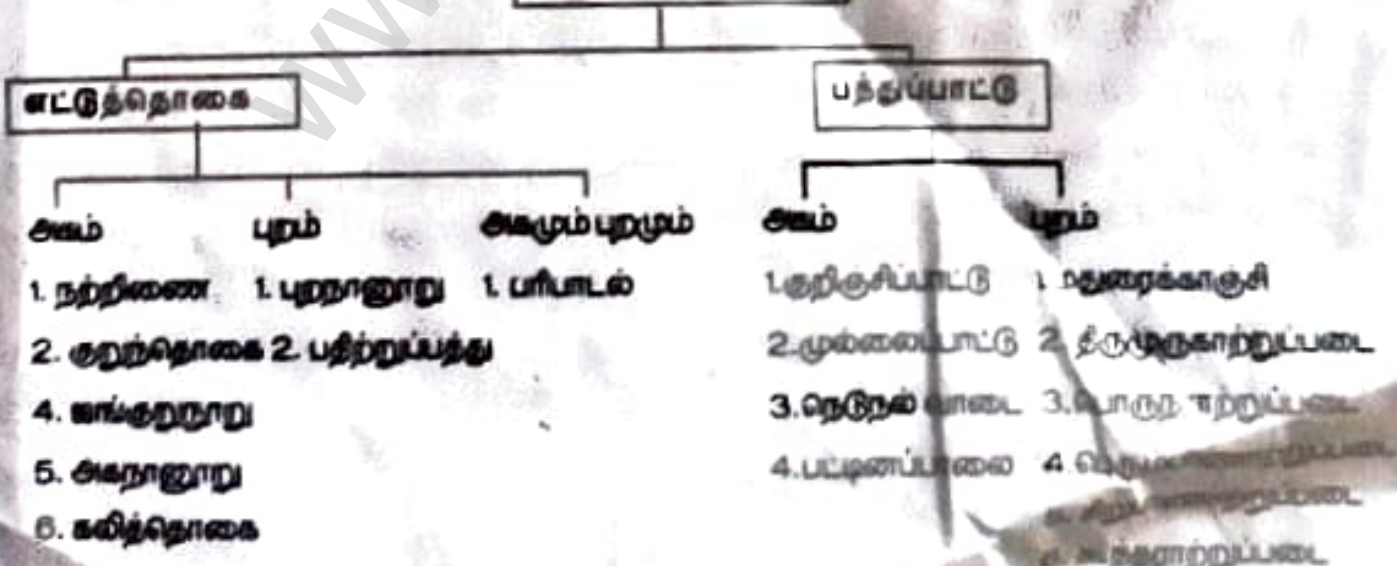 எட்டுத்தொகை பத்துப்பாட்டு
அகம் புறம் அகமும் புறமும் அகம் புறம்
1. நற்றிணை 1. புறநானூறு 1. பரிபாடல் 1.குறிஞ்சிப்பாட்டு 1 மதுரைக்காஞ்சி
2. குறுந்தொகை 2. பதிற்றுப்பத்து 2.முல்லைப்பாட்டு 2 திருமுருகாற்றுப்படை
4. ஐங்குறுநூறு 3.நெடுநல் வாடை 3.பொருந ாற்றுப்படை
5. அகநானூறு 4.பட்டினப்பாலை 4.
6. கலித்தொகை